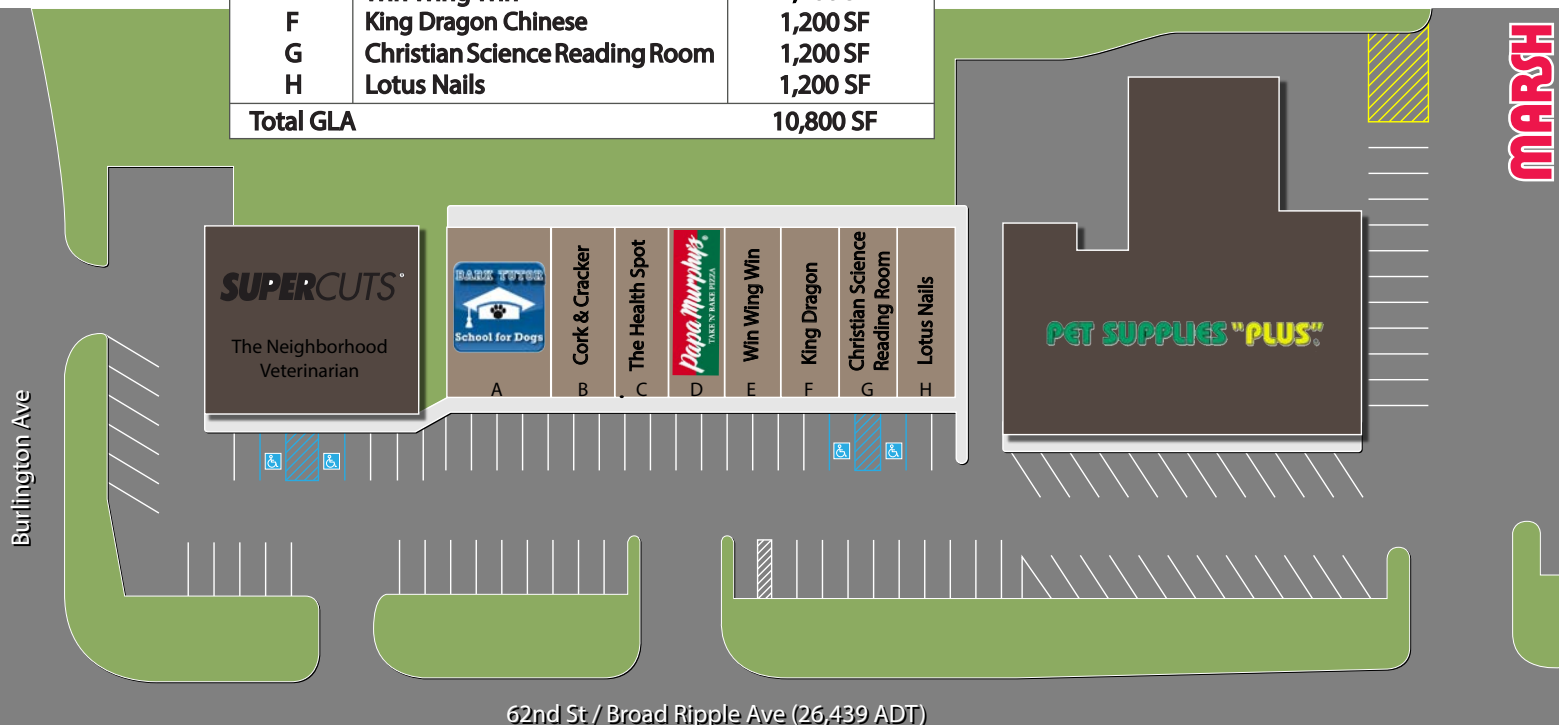 F King Dragon Chinese 1,200 SF
G Christian Science Reading Room 1,200 SF
H Lotus Nails 1,200 SF
Total GLA 10,800 SF
MARSH
SUPERCUTS®
The Neighborhood
Veterinarian
BARK TUTOR
School for Dogs
A
Cork & Cracker
B
The Health Spot
C
Papa Murphy's®
TAKE 'N' BAKE PIZZA
D
Win Wing Win
E
King Dragon
F
Christian Science
Reading Room
G
Lotus Nails
H
PET SUPPLIES "PLUS"
Burlington Ave
62nd St / Broad Ripple Ave (26,439 ADT)